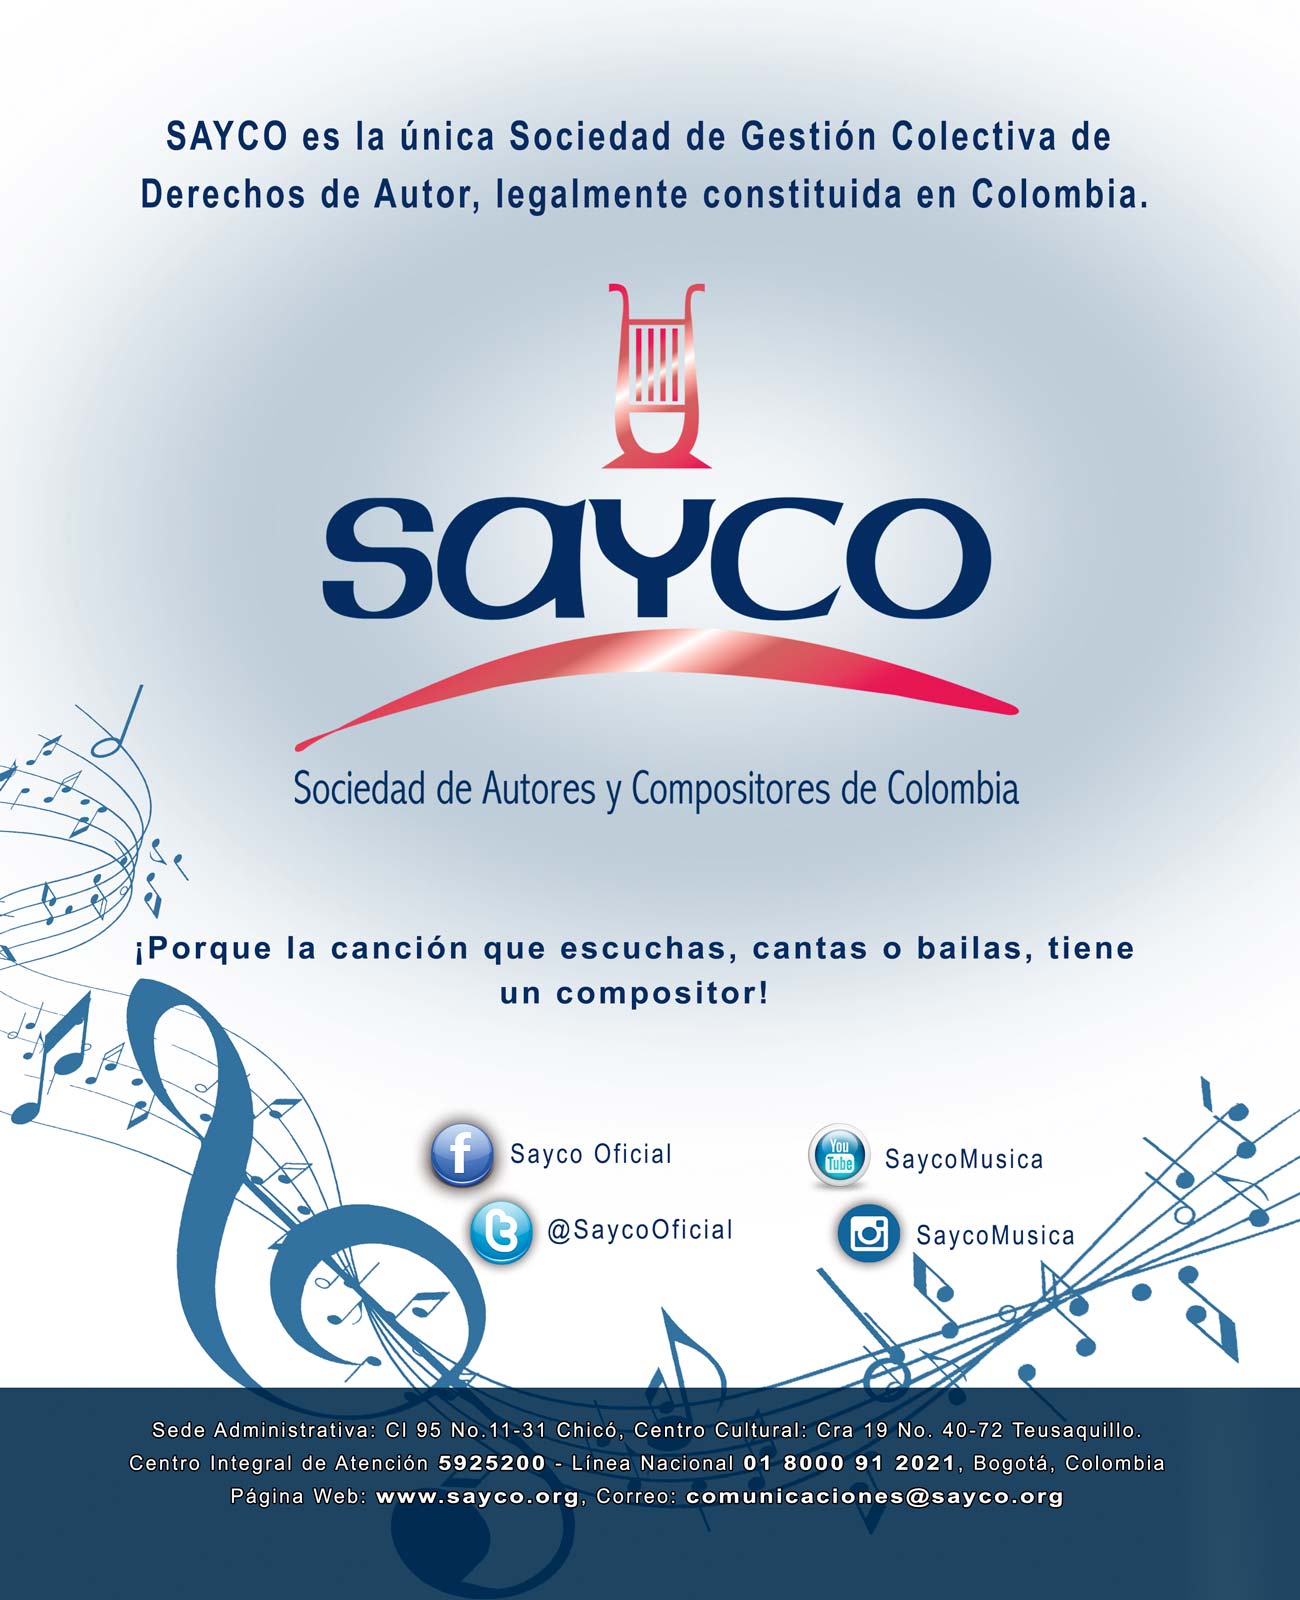 SAYCO es la única Sociedad de Gestión Colectiva de
Derechos de Autor, legalmente constituida en Colombia.
SAYCO
Sociedad de Autores y Compositores de Colombia
¡Porque la canción que escuchas, cantas o bailas, tiene
un compositor!
f Sayco Oficial
You Tube SaycoMusica
t @SaycoOficial
SaycoMusica
Sede Administrativa: Cl 95 No.11-31 Chicó, Centro Cultural: Cra 19 No. 40-72 Teusaquillo.
Centro Integral de Atención 5925200 - Línea Nacional 01 8000 91 2021, Bogotá, Colombia
Página Web: www.sayco.org, Correo: comunicaciones@sayco.org